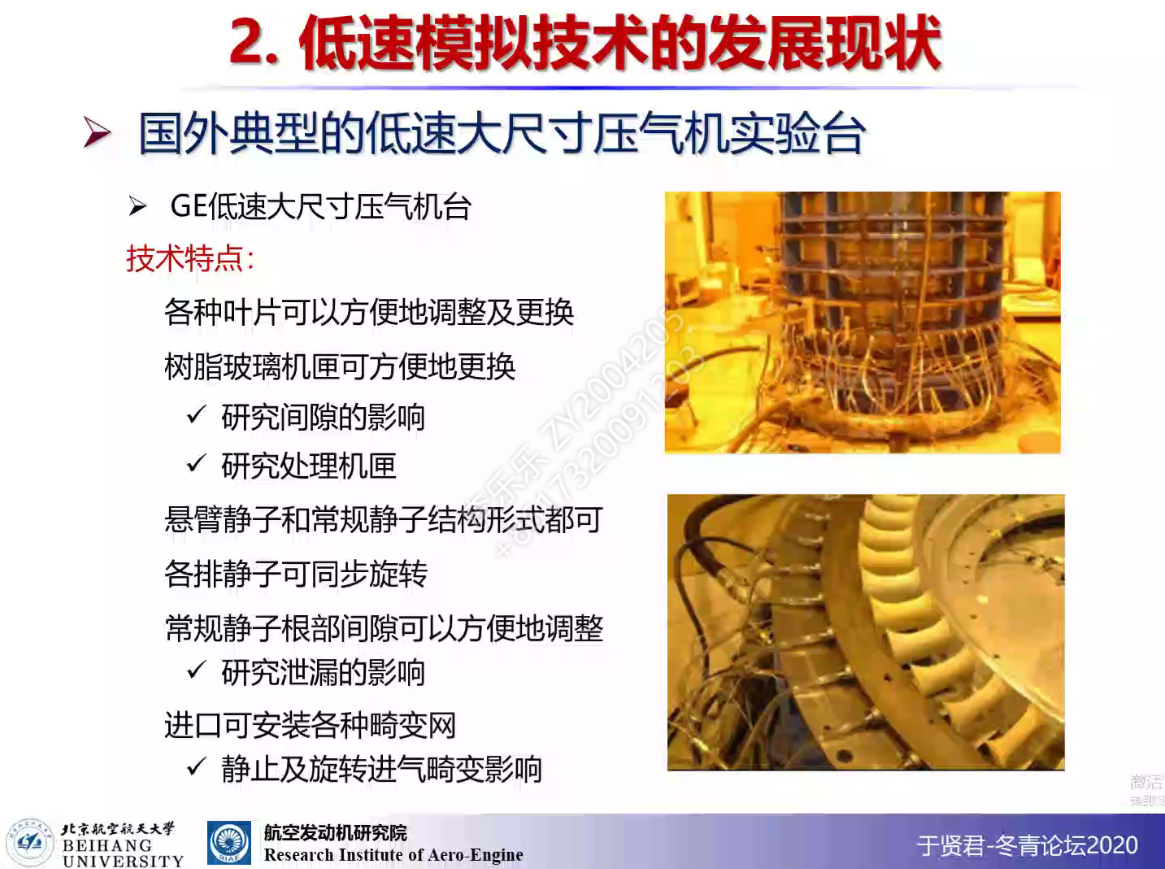 2. 低速模拟技术的发展现状
国外典型的低速大尺寸压气机实验台
GE低速大尺寸压气机台
技术特点：
各种叶片可以方便地调整及更换
树脂玻璃机匣可方便地更换
✓ 研究间隙的影响
✓ 研究处理机匣
悬臂静子和常规静子结构形式都可
各排静子可同步旋转
常规静子根部间隙可以方便地调整
✓ 研究泄漏的影响
进口可安装各种畸变网
✓ 静止及旋转进气畸变影响
乐乐 ZY2004205
激活
北京航空航天大学
BEIHANG
UNIVERSITY
航空发动机研究院
Research Institute of Aero-Engine
于贤君-冬青论坛2020